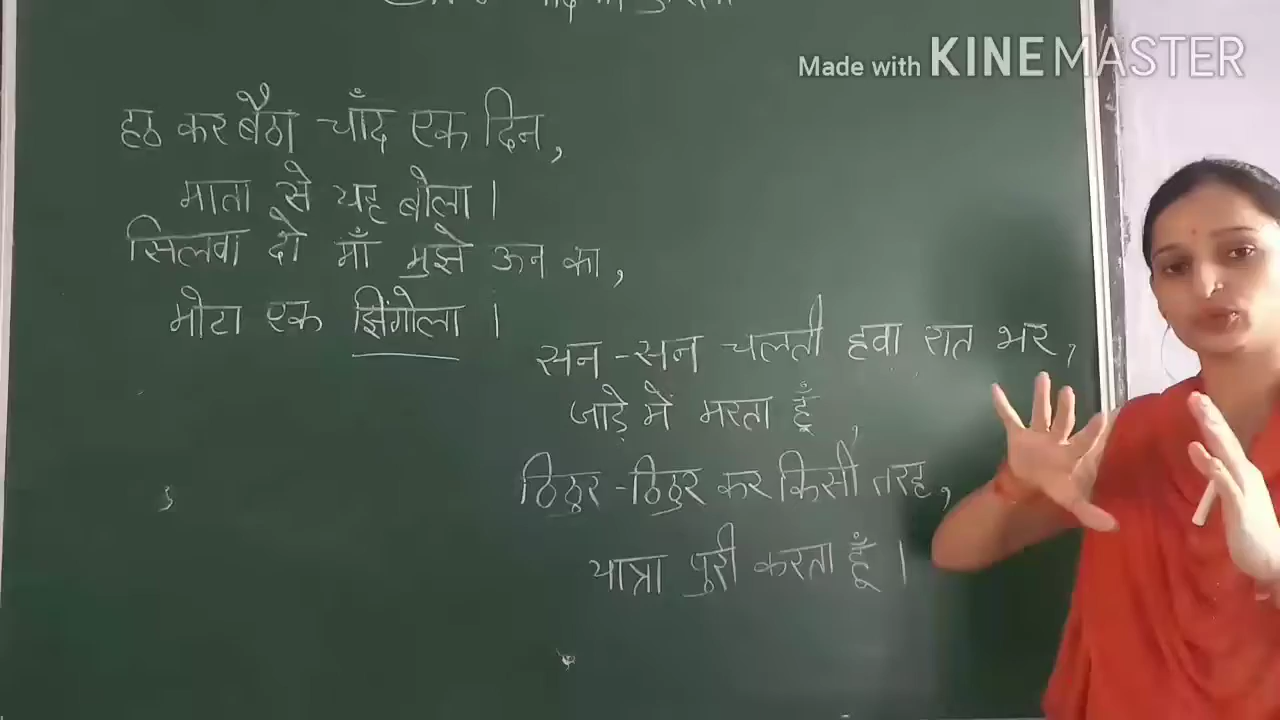 Made with KINEMASTER
हठ कर बैठा चाँद एक दिन,
माता से यह बोला।
सिलवा दो माँ मुझे ऊन का,
मोटा एक झिंगोला।
सन-सन चलती हवा रात भर,
जाड़े में मरता हूँ,
ठिठुर-ठिठुर कर किसी तरह,
यात्रा पुरी करता हूँ।